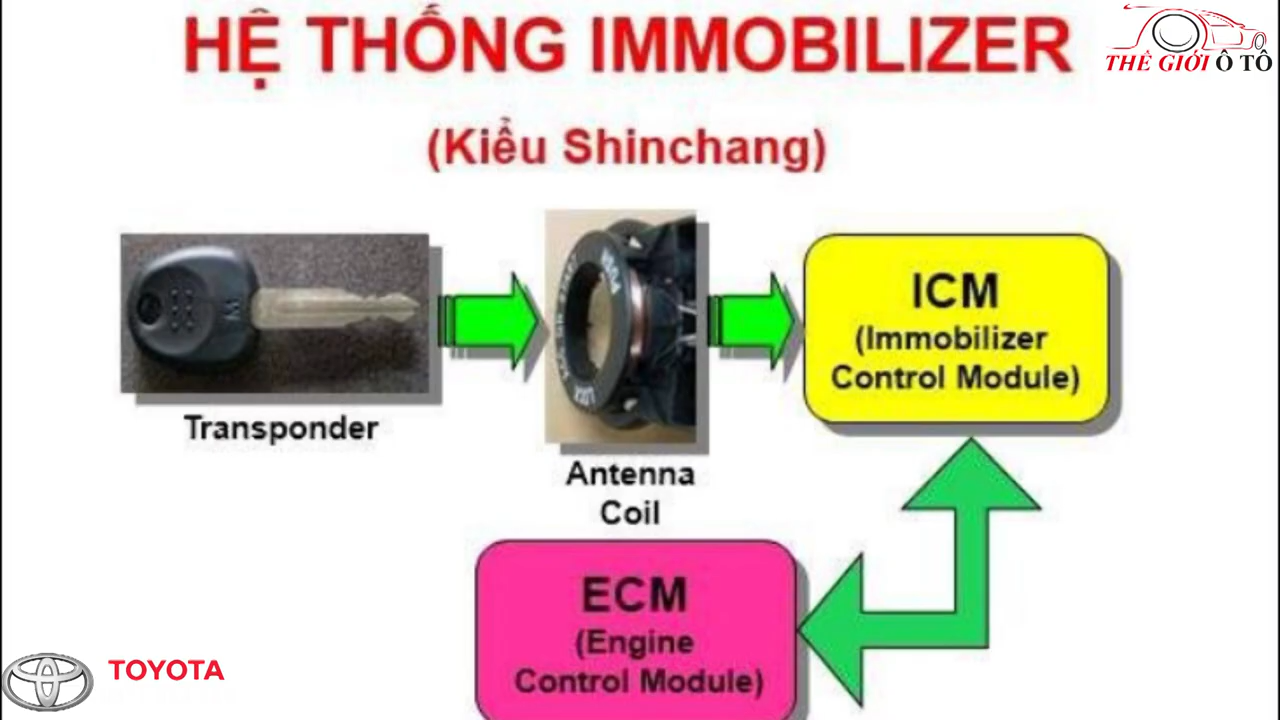 HỆ THỐNG IMMOBILIZER
THẾ GIỚI Ô TÔ
(Kiểu Shinchang)
M
Transponder
Antenna
Coil
ICM
(Immobilizer
Control Module)
ECM
(Engine
Control Module)
TOYOTA